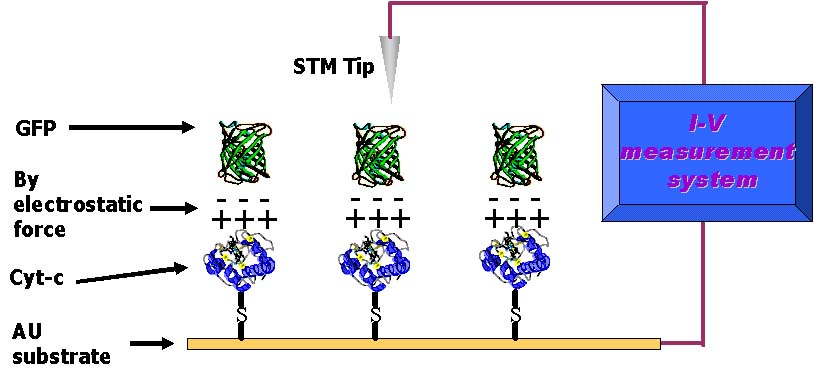 STM Tip
I-V
measurement
system
GFP
By
electrostatic
force
- - -
+++
- - -
+++
- - -
+++
Cyt-c
S
S
S
AU
substrate